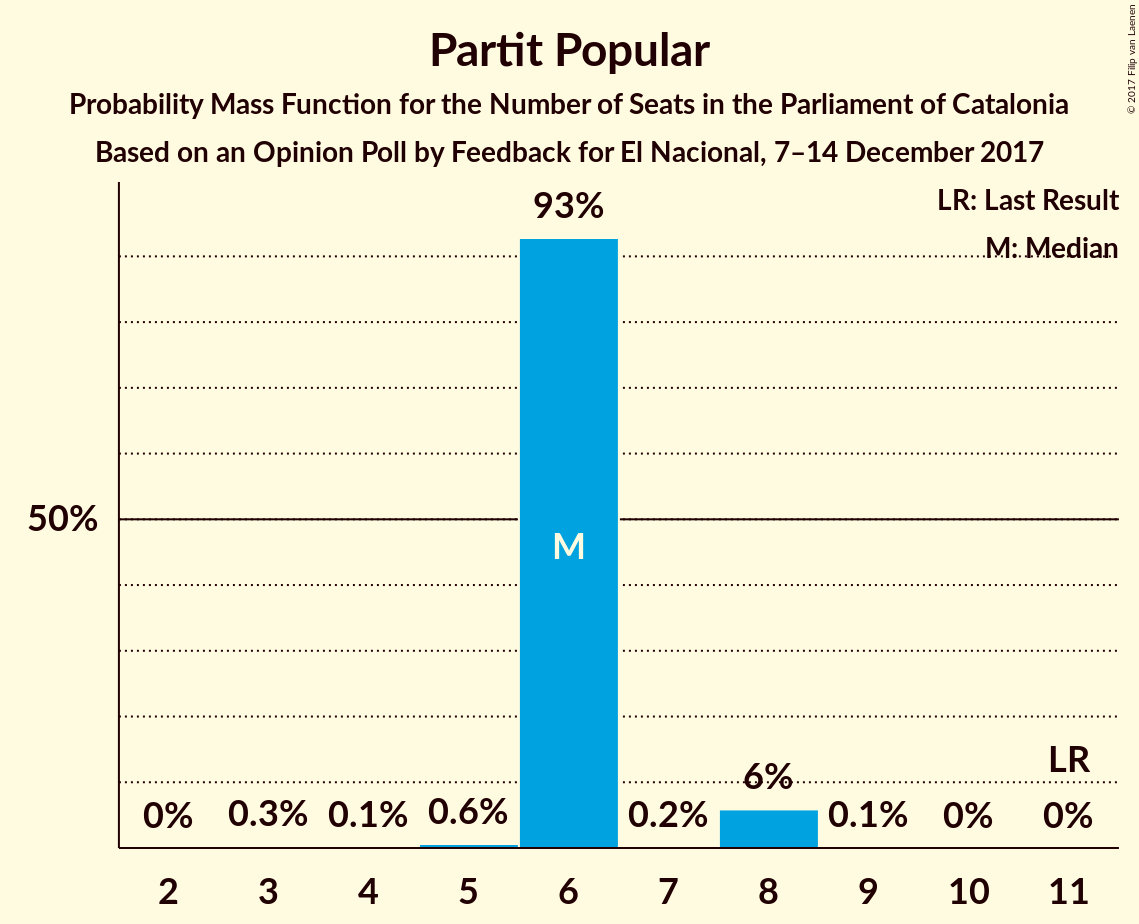 Partit Popular
Probability Mass Function for the Number of Seats in the Parliament of Catalonia
Based on an Opinion Poll by Feedback for El Nacional, 7–14 December 2017
© 2017 Filip van Laenen
LR: Last Result
M: Median
93%
50%
M
LR
0% 0.3% 0.1% 0.6% 0.2% 6% 0.1% 0% 0%
2 3 4 5 6 7 8 9 10 11